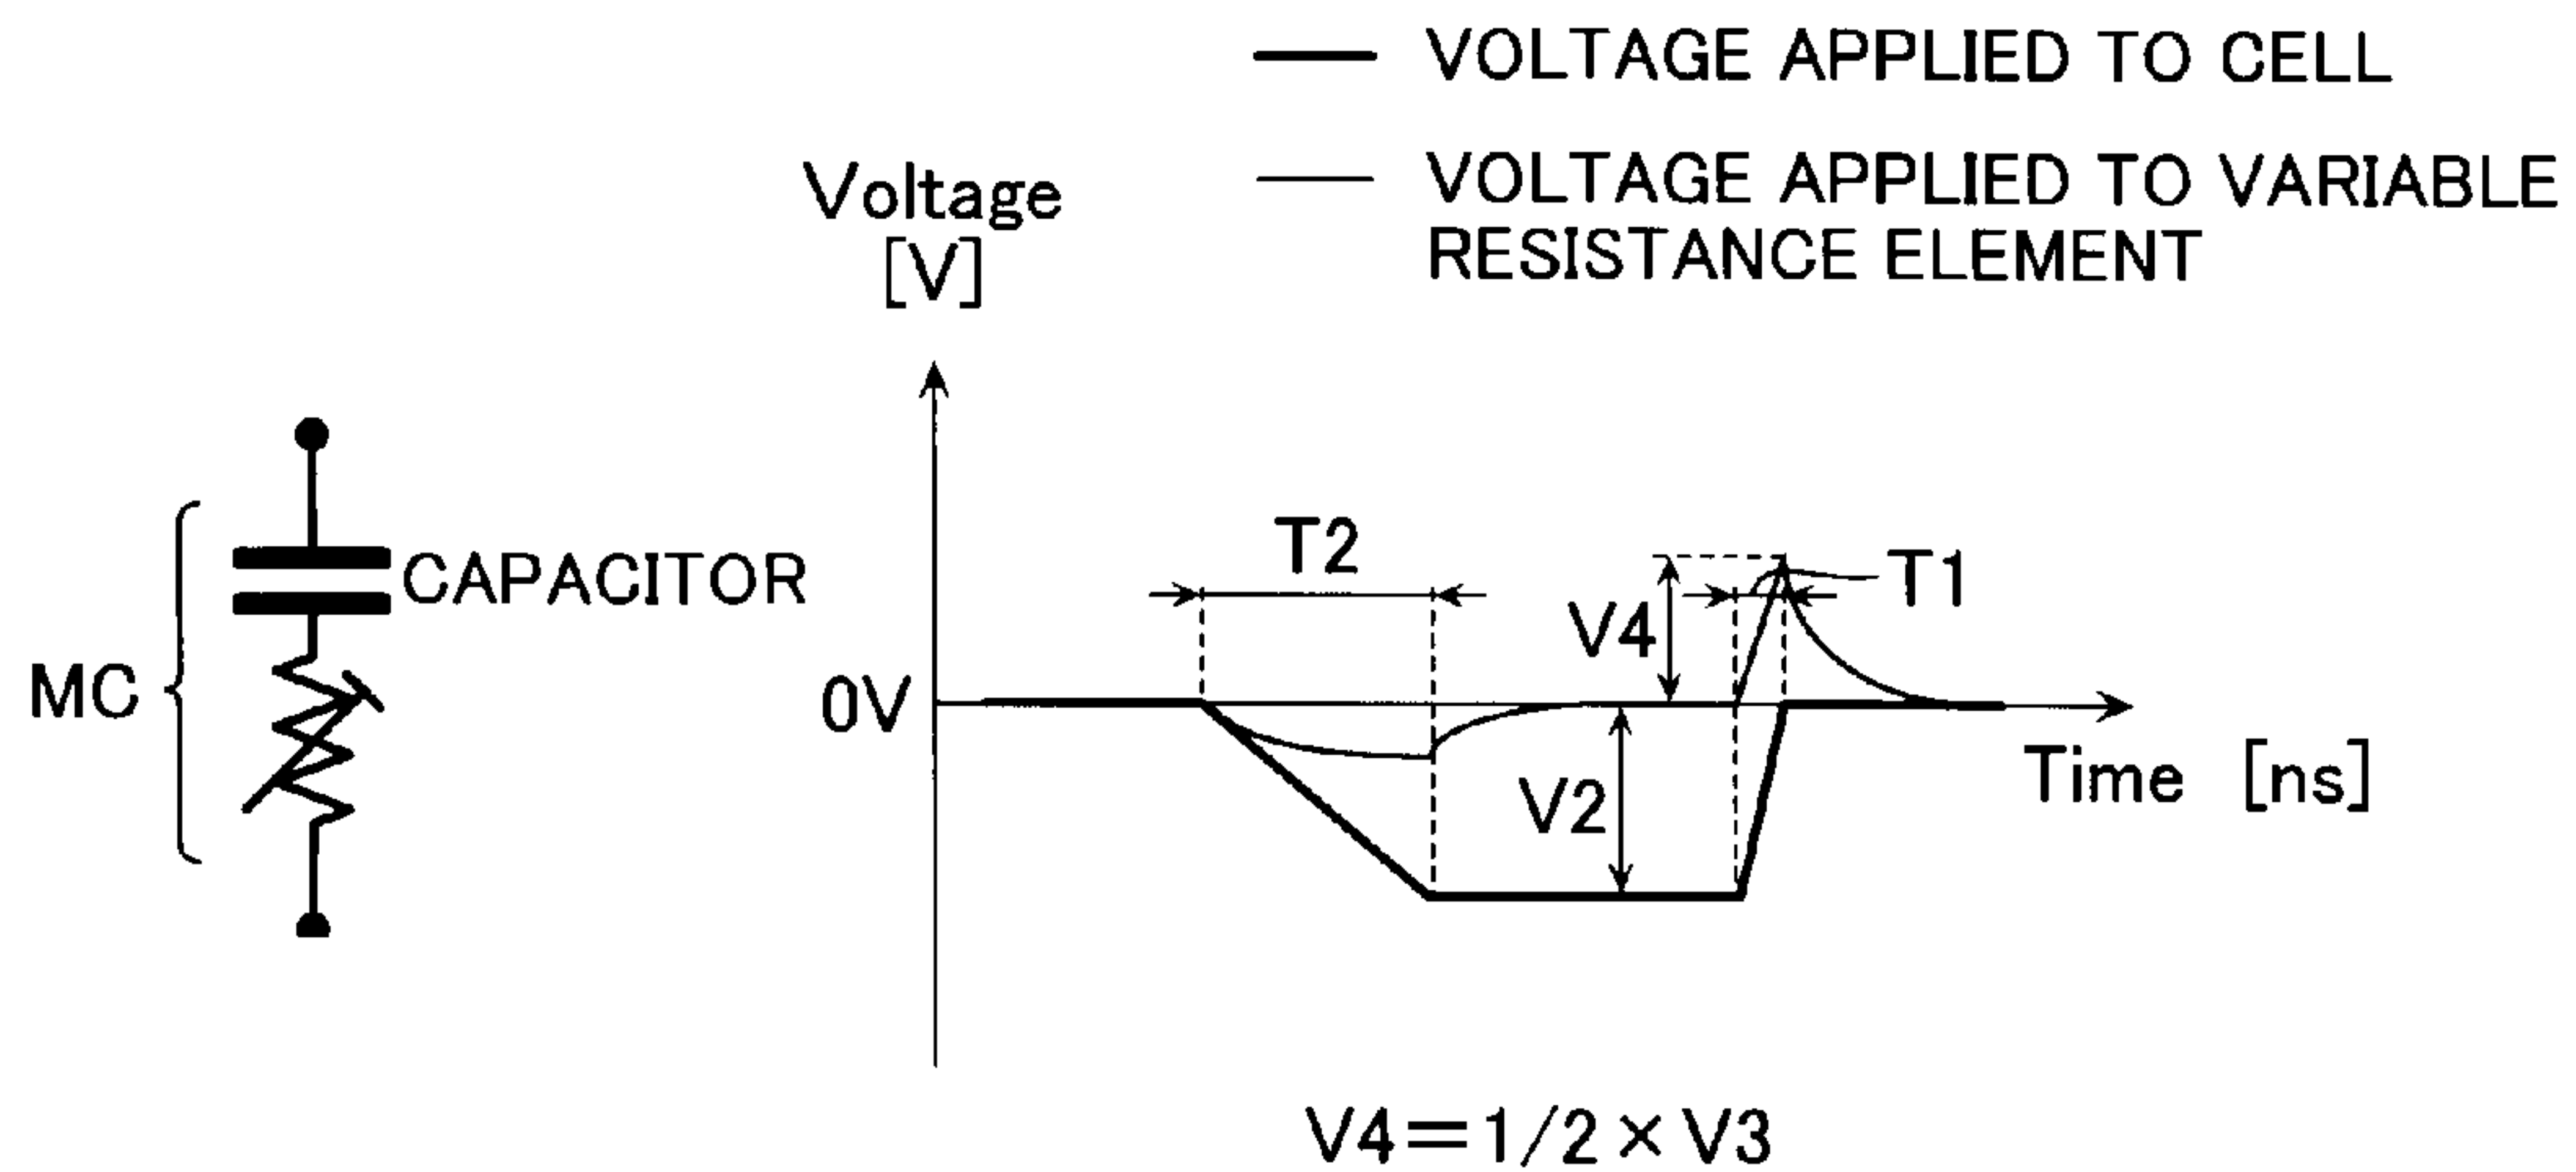 VOLTAGE APPLIED TO CELL
VOLTAGE APPLIED TO VARIABLE
RESISTANCE ELEMENT
Voltage
[V]
T2
T1
CAPACITOR
V4
MC
0V
V2
Time [ns]
V4=1/2×V3